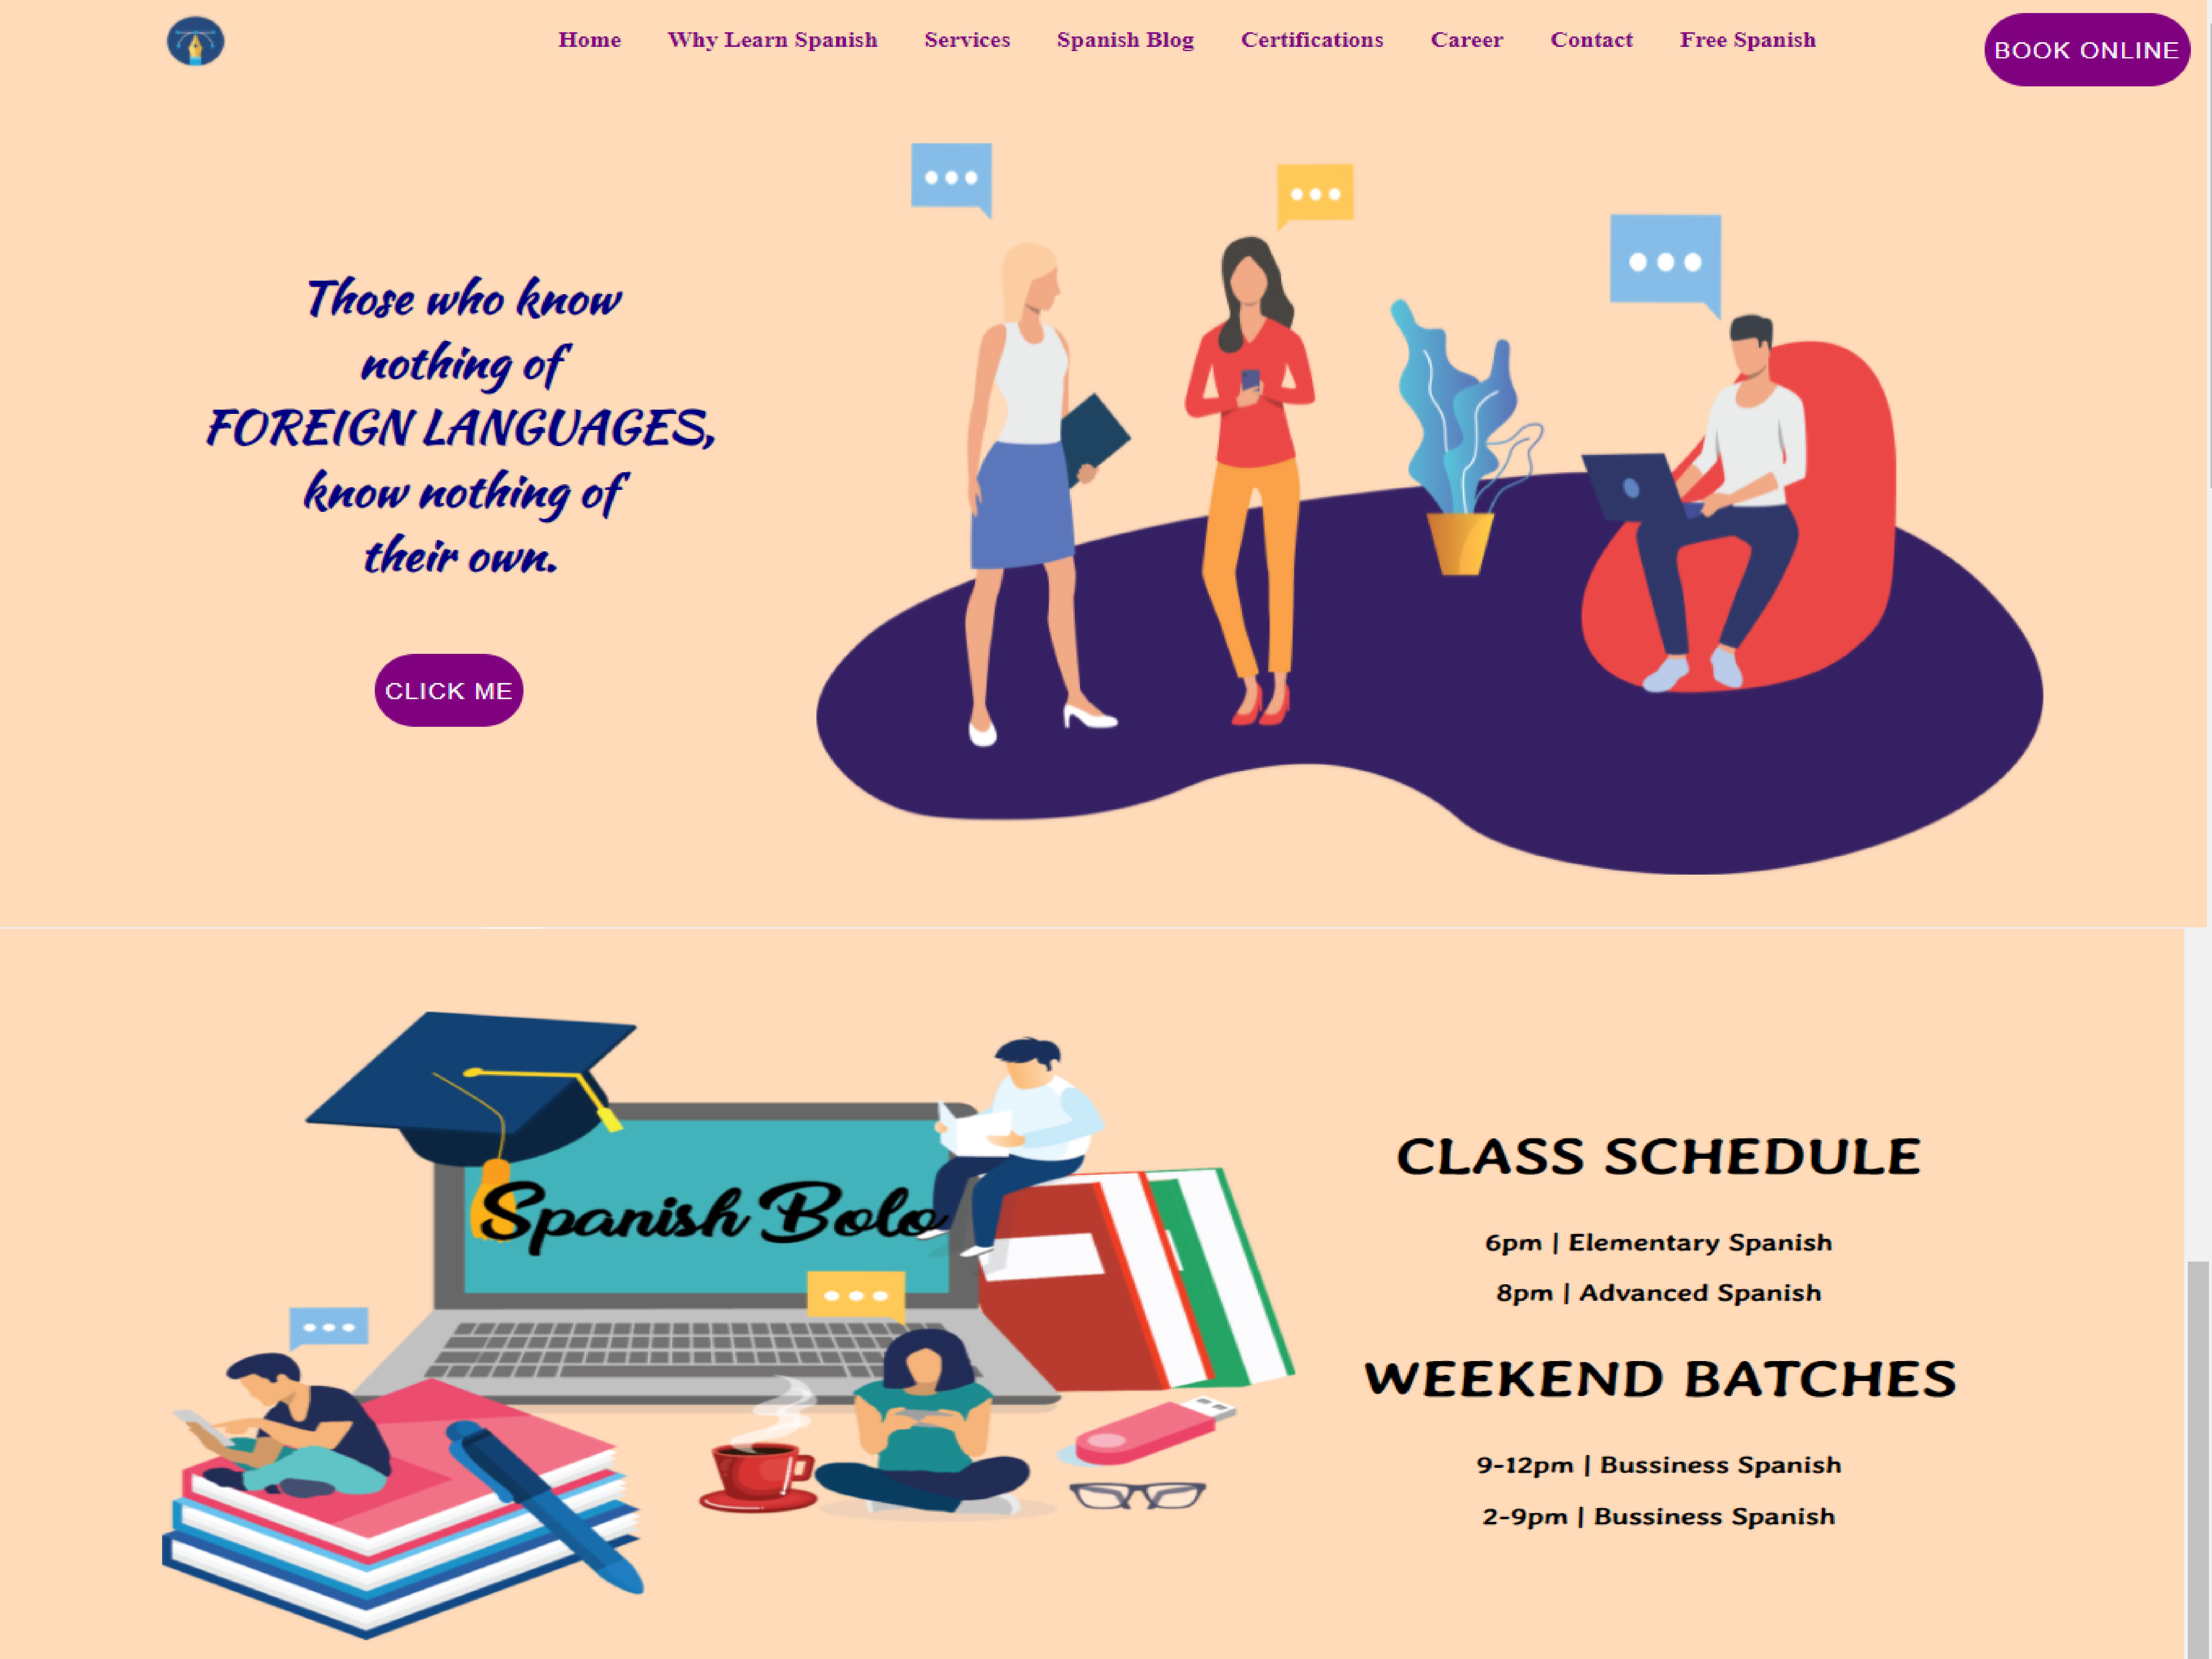 Home Why Learn Spanish Services Spanish Blog Certifications Career Contact Free Spanish BOOK ONLINE
Those who know
nothing of
FOREIGN LANGUAGES,
know nothing of
their own.
CLICK ME
Spanish Bolo
CLASS SCHEDULE
6pm | Elementary Spanish
8pm | Advanced Spanish
WEEKEND BATCHES
9-12pm | Bussiness Spanish
2-9pm | Bussiness Spanish